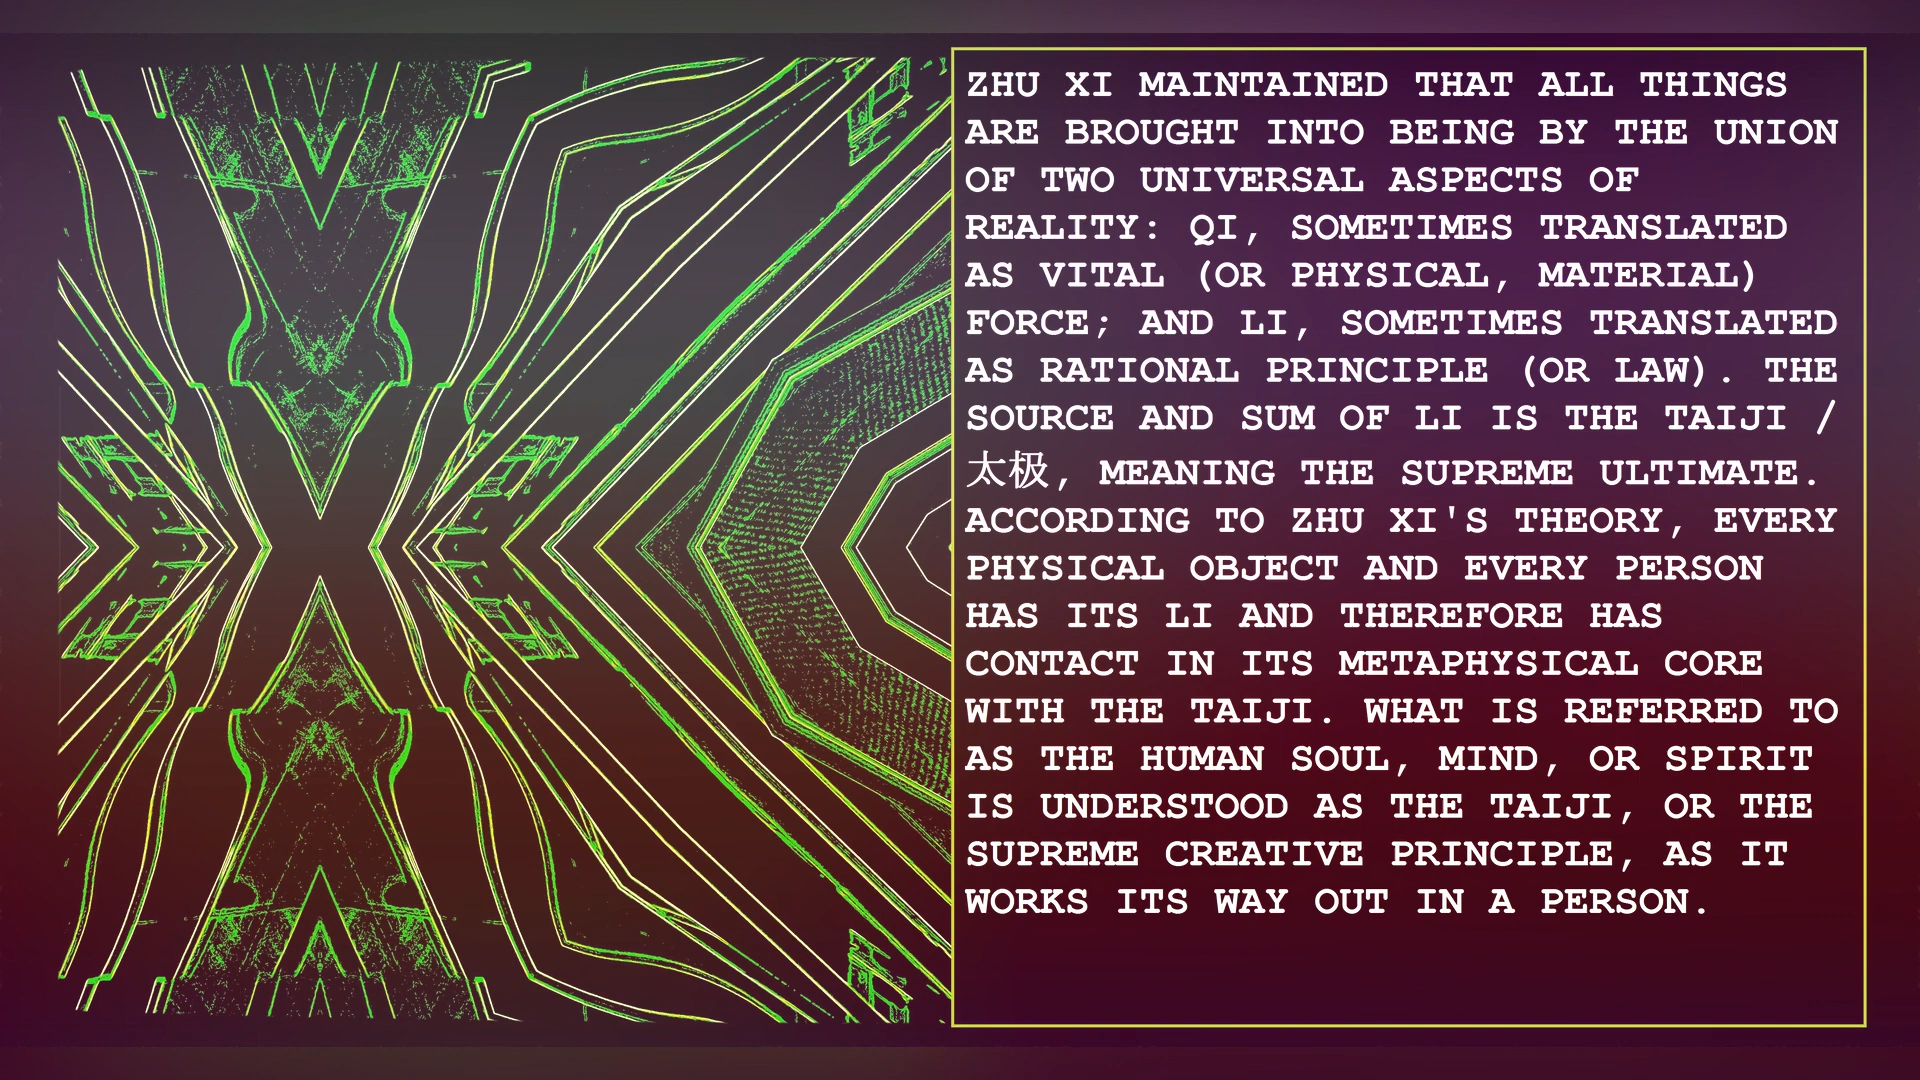 ZHU XI MAINTAINED THAT ALL THINGS
ARE BROUGHT INTO BEING BY THE UNION
OF TWO UNIVERSAL ASPECTS OF
REALITY: QI, SOMETIMES TRANSLATED
AS VITAL (OR PHYSICAL, MATERIAL)
FORCE; AND LI, SOMETIMES TRANSLATED
AS RATIONAL PRINCIPLE (OR LAW). THE
SOURCE AND SUM OF LI IS THE TAIJI /
太极, MEANING THE SUPREME ULTIMATE.
ACCORDING TO ZHU XI'S THEORY, EVERY
PHYSICAL OBJECT AND EVERY PERSON
HAS ITS LI AND THEREFORE HAS
CONTACT IN ITS METAPHYSICAL CORE
WITH THE TAIJI. WHAT IS REFERRED TO
AS THE HUMAN SOUL, MIND, OR SPIRIT
IS UNDERSTOOD AS THE TAIJI, OR THE
SUPREME CREATIVE PRINCIPLE, AS IT
WORKS ITS WAY OUT IN A PERSON.